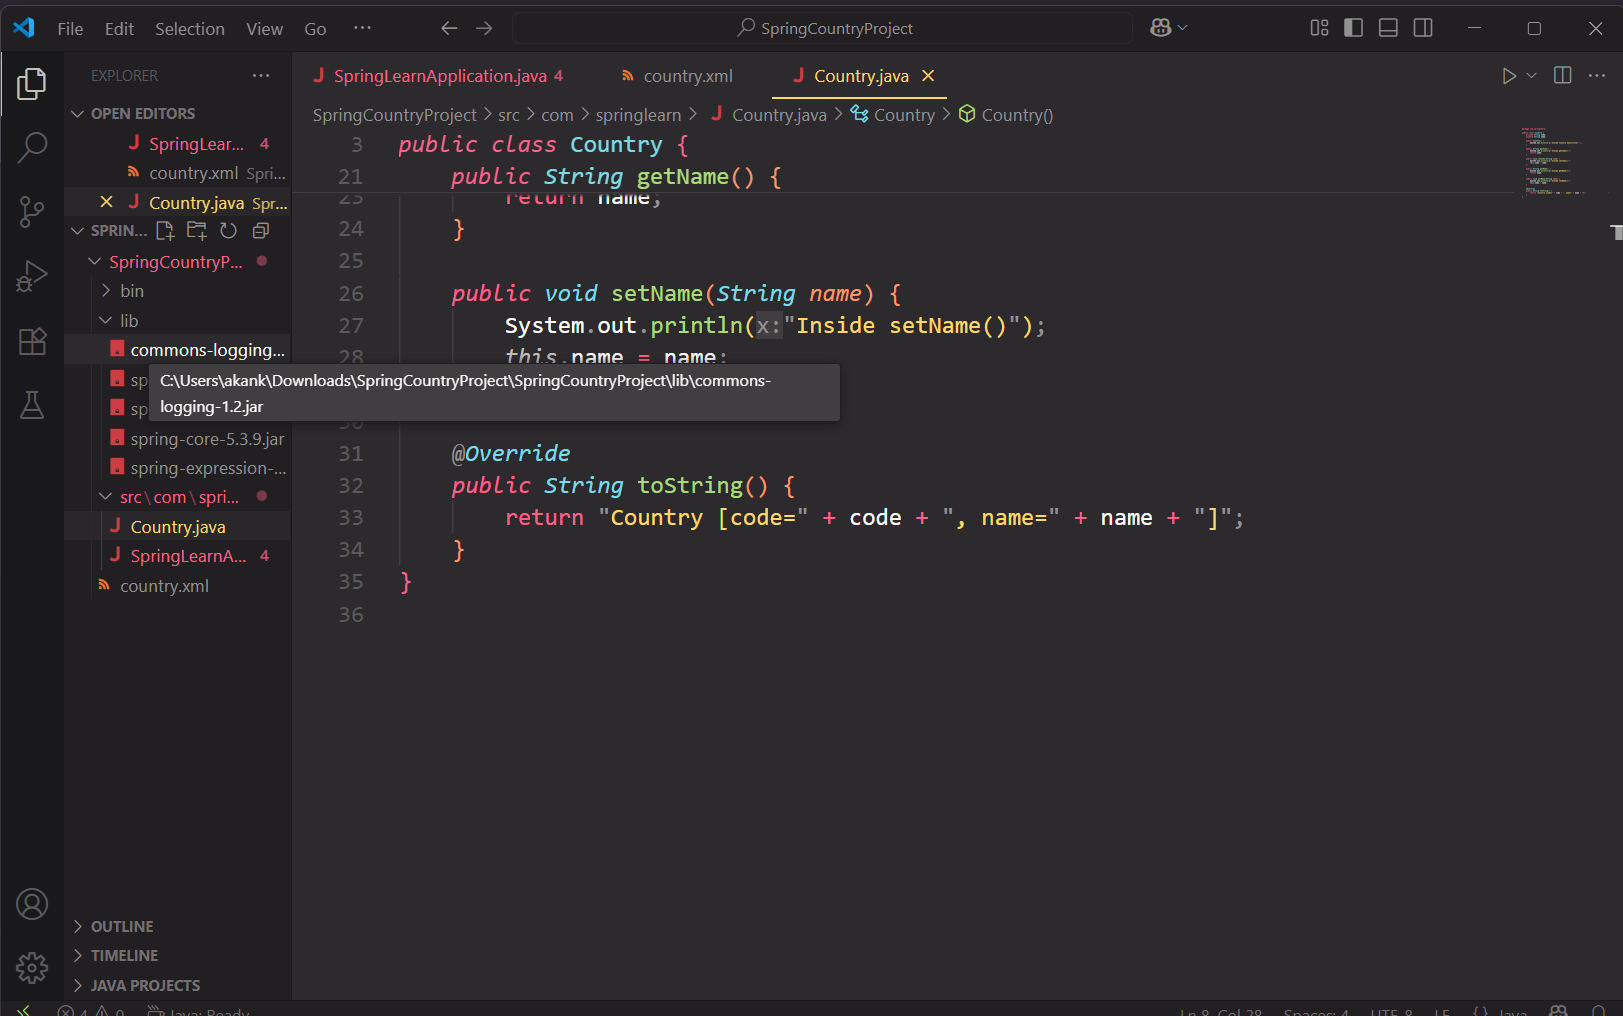 File Edit Selection View Go ··· SpringCountryProject
EXPLORER ···
OPEN EDITORS
SpringLear... 4
country.xml Spri...
Country.java Spr...
SPRIN...
SpringCountryP...
bin
lib
commons-logging...
sp
sp
spring-core-5.3.9.jar
spring-expression-...
src\com\spri...
Country.java
SpringLearnA... 4
country.xml
OUTLINE
TIMELINE
JAVA PROJECTS
SpringLearnApplication.java 4 country.xml Country.java
SpringCountryProject > src > com > springlearn > Country.java > Country > Country()
3 public class Country {
21 public String getName() {
23 return name;
24 }
25
26 public void setName(String name) {
27 System.out.println(x:"Inside setName()");
28 this.name = name;
C:\Users\akank\Downloads\SpringCountryProject\SpringCountryProject\lib\commons-
logging-1.2.jar
30
31 @Override
32 public String toString() {
33 return "Country [code=" + code + ", name=" + name + "]";
34 }
35 }
36
4 0 Java: Ready Ln 8, Col 28 Spaces: 4 UTF-8 LF {} Java